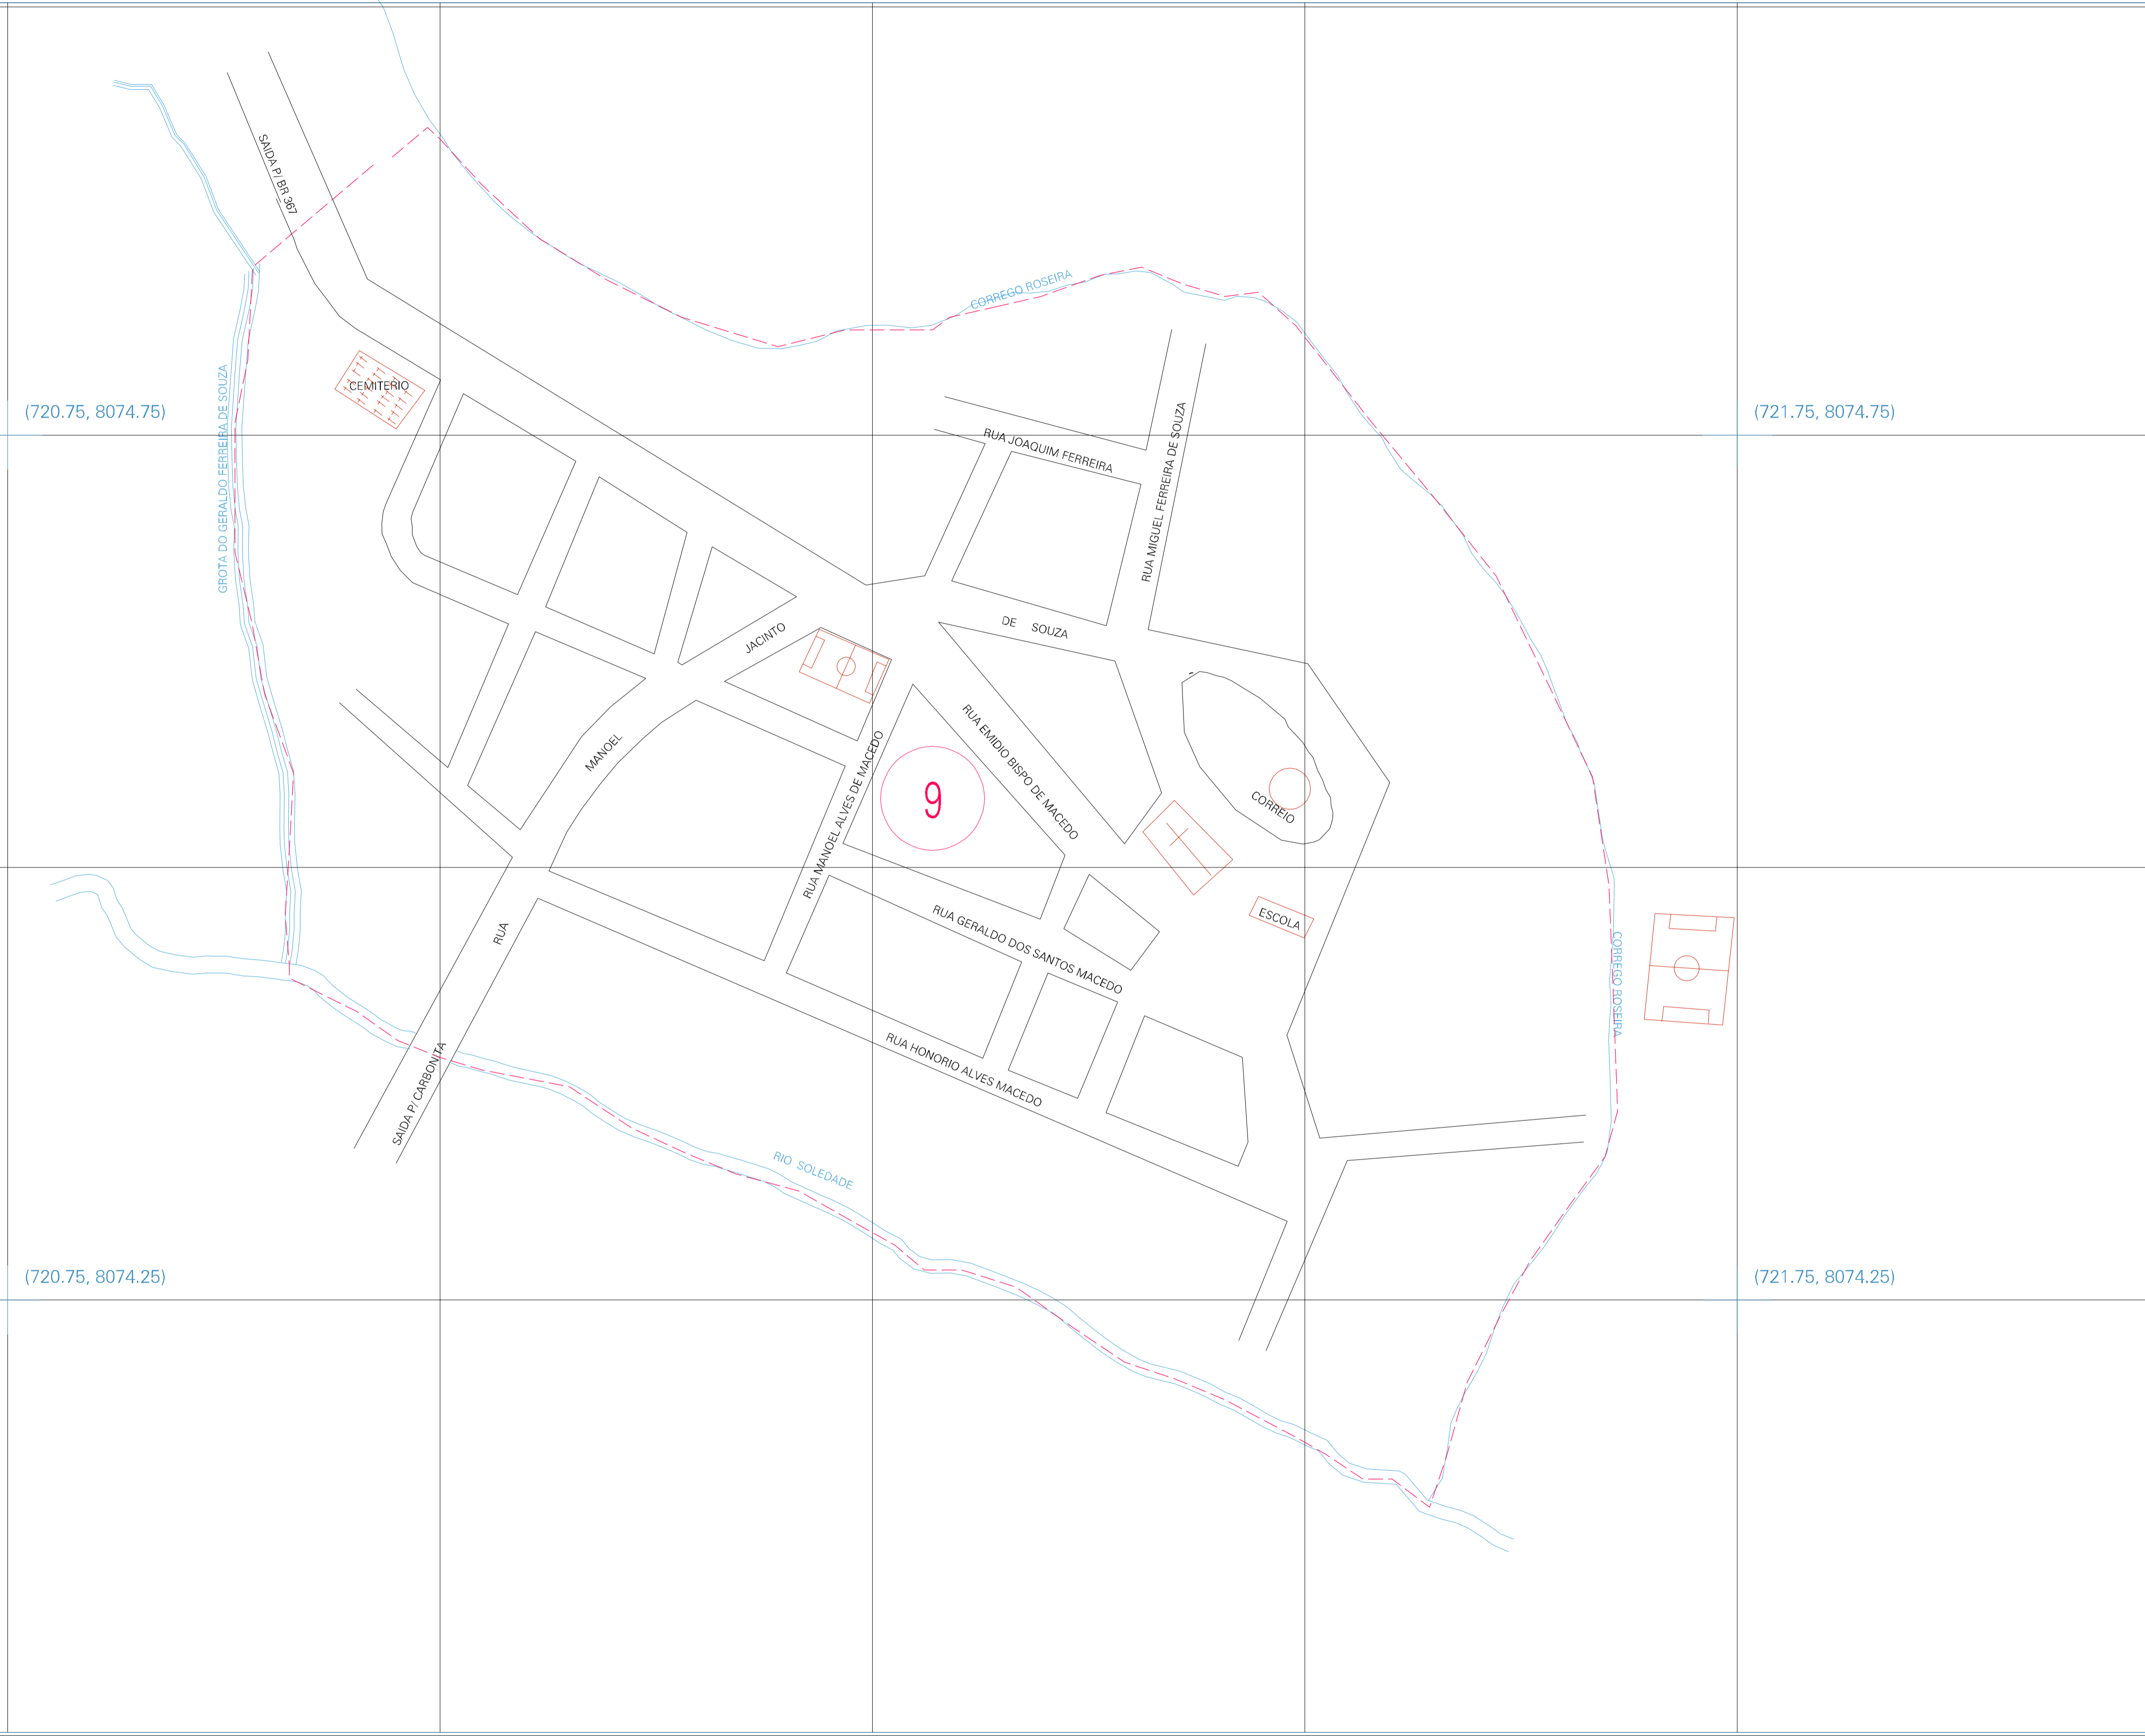 SAIDA P/ BR 367
CORREGO ROSEIRA
GROTA DO GERALDO FERREIRA DE SOUZA
CEMITERIO
(720.75, 8074.75)
(721.75, 8074.75)
RUA JOAQUIM FERREIRA
RUA MIGUEL FERREIRA DE SOUZA
DE SOUZA
JACINTO
MANOEL
RUA
RUA EMIDIO BISPO DE MACEDO
RUA MANOEL ALVES DE MACEDO
9
CORREIO
ESCOLA
RUA GERALDO DOS SANTOS MACEDO
CORREGO ROSEIRA
RUA HONORIO ALVES MACEDO
SAIDA P/ CARBONITA
RIO SOLEDADE
(720.75, 8074.25)
(721.75, 8074.25)